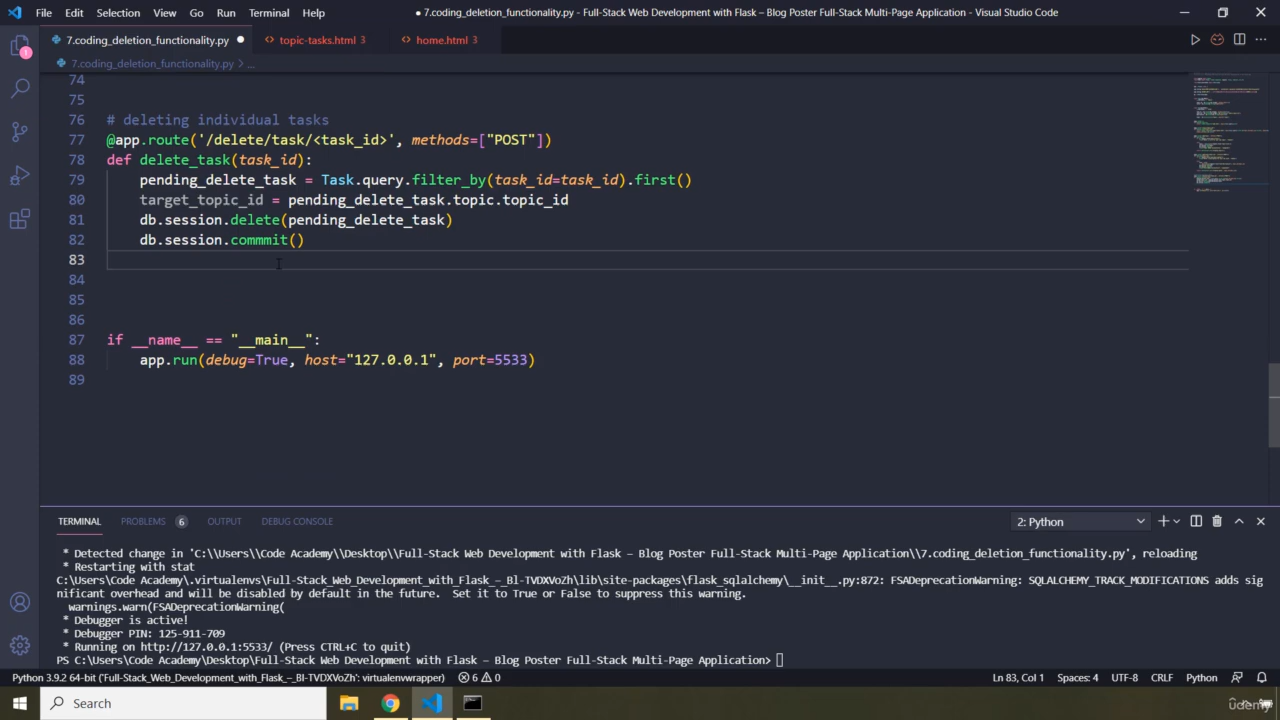 File Edit Selection View Go Run Terminal Help
● 7.coding_deletion_functionality.py - Full-Stack Web Development with Flask – Blog Poster Full-Stack Multi-Page Application - Visual Studio Code
7.coding_deletion_functionality.py ● <> topic-tasks.html 3 <> home.html 3
7.coding_deletion_functionality.py > ...
74
75
76 # deleting individual tasks
77 @app.route('/delete/task/<task_id>', methods=["POST"])
78 def delete_task(task_id):
79 pending_delete_task = Task.query.filter_by(task_id=task_id).first()
80 target_topic_id = pending_delete_task.topic.topic_id
81 db.session.delete(pending_delete_task)
82 db.session.commmit()
83
84
85
86
87 if __name__ == "__main__":
88 app.run(debug=True, host="127.0.0.1", port=5533)
89
TERMINAL PROBLEMS 6 OUTPUT DEBUG CONSOLE 2: Python
* Detected change in 'C:\\Users\\Code Academy\\Desktop\\Full-Stack Web Development with Flask – Blog Poster Full-Stack Multi-Page Application\\7.coding_deletion_functionality.py', reloading
* Restarting with stat
C:\Users\Code Academy\.virtualenvs\Full-Stack_Web_Development_with_Flask_–_Bl-TVDXVoZh\lib\site-packages\flask_sqlalchemy\__init__.py:872: FSADeprecationWarning: SQLALCHEMY_TRACK_MODIFICATIONS adds sig
nificant overhead and will be disabled by default in the future.  Set it to True or False to suppress this warning.
warnings.warn(FSADeprecationWarning(
* Debugger is active!
* Debugger PIN: 125-911-709
* Running on http://127.0.0.1:5533/ (Press CTRL+C to quit)
PS C:\Users\Code Academy\Desktop\Full-Stack Web Development with Flask – Blog Poster Full-Stack Multi-Page Application>
Python 3.9.2 64-bit ('Full-Stack_Web_Development_with_Flask_–_Bl-TVDXVoZh': virtualenvwrapper) 6 0 Ln 83, Col 1 Spaces: 4 UTF-8 CRLF Python
Search
udemy